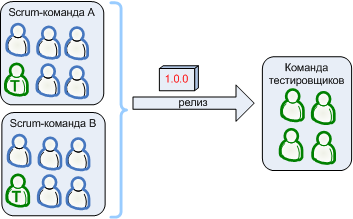 Scrum-команда A
T
Scrum-команда B
T
1.0.0
релиз
Команда
тестировщиков